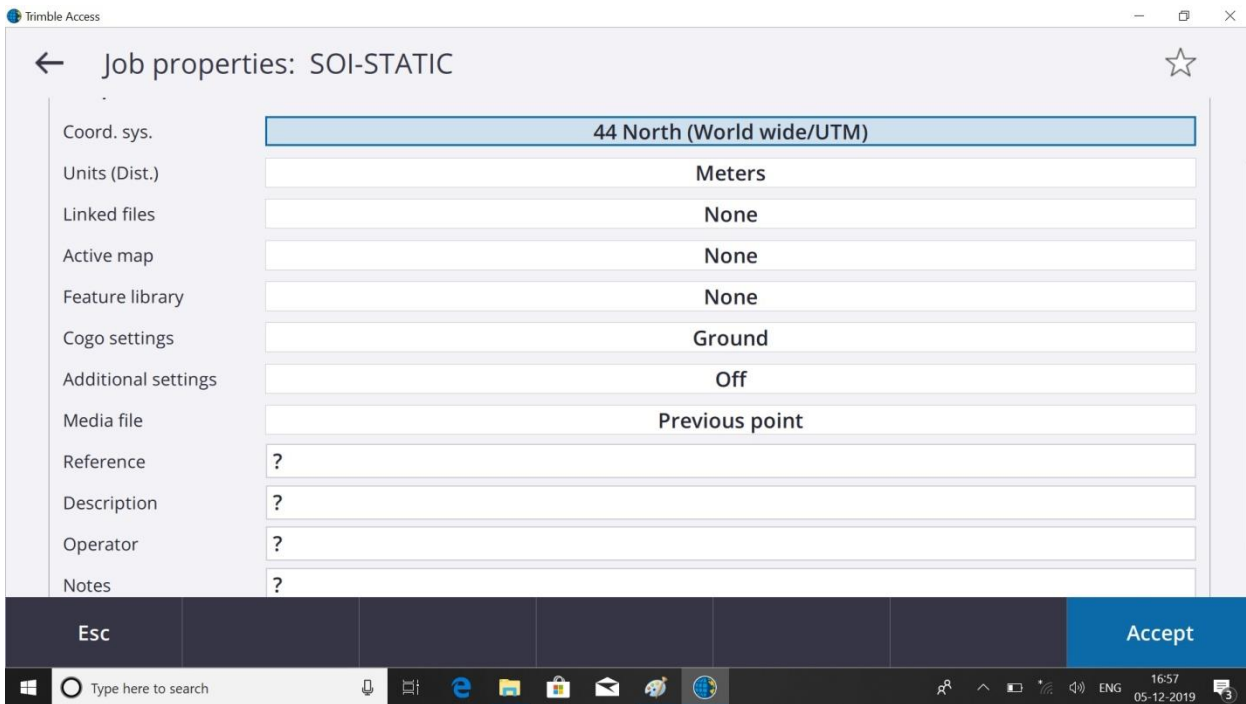 Trimble Access
Job properties: SOI-STATIC
Coord. sys. 44 North (World wide/UTM)
Units (Dist.) Meters
Linked files None
Active map None
Feature library None
Cogo settings Ground
Additional settings Off
Media file Previous point
Reference ?
Description ?
Operator ?
Notes ?
Esc Accept
Type here to search ENG 16:57
05-12-2019 3